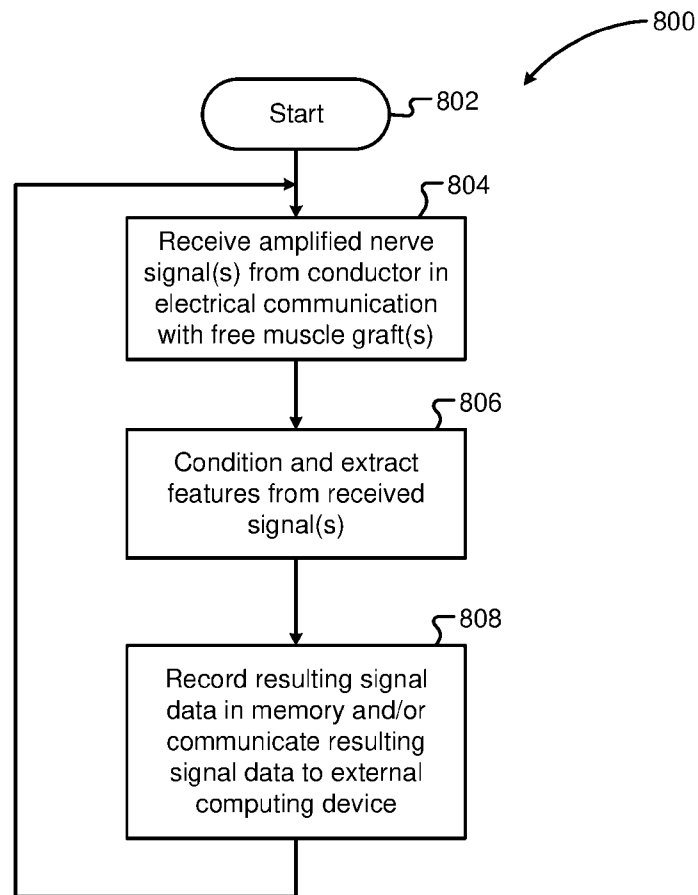 800
Start
802
804
Receive amplified nerve
signal(s) from conductor in
electrical communication
with free muscle graft(s)
806
Condition and extract
features from received
signal(s)
808
Record resulting signal
data in memory and/or
communicate resulting
signal data to external
computing device